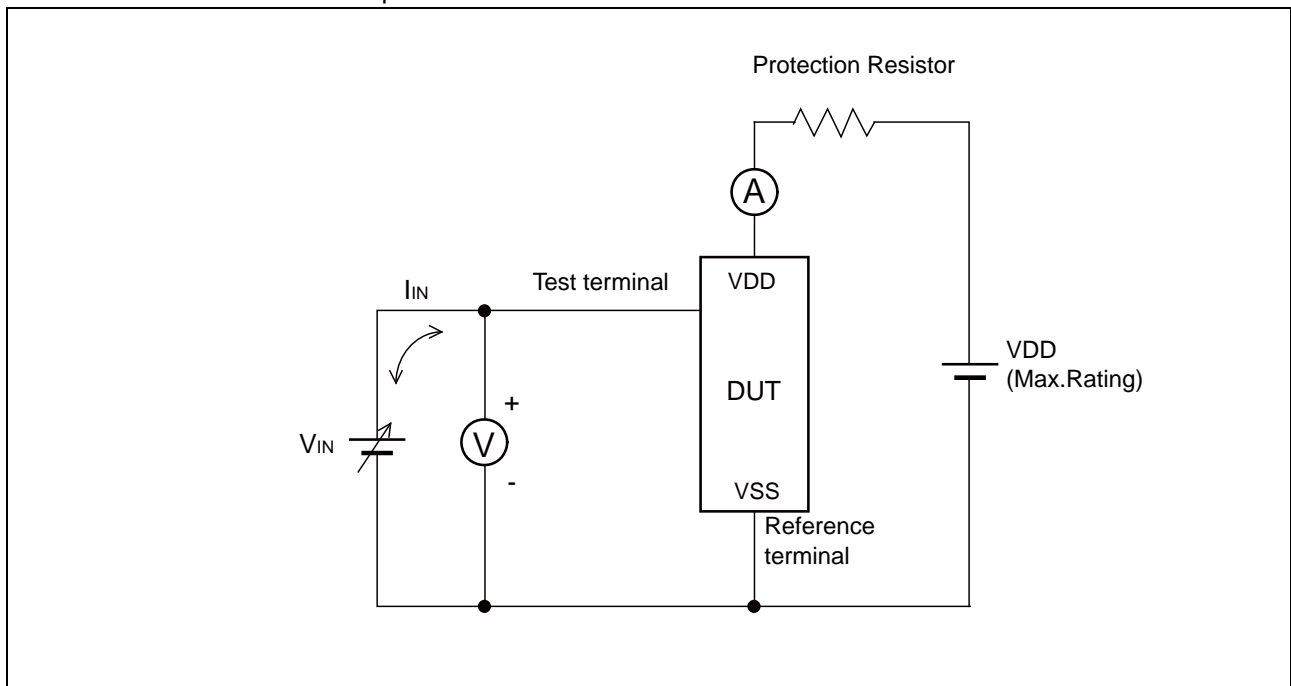 Protection Resistor
A
IIN
Test terminal
VDD
VDD
(Max.Rating)
DUT
+
VIN
V
-
VSS
Reference
terminal